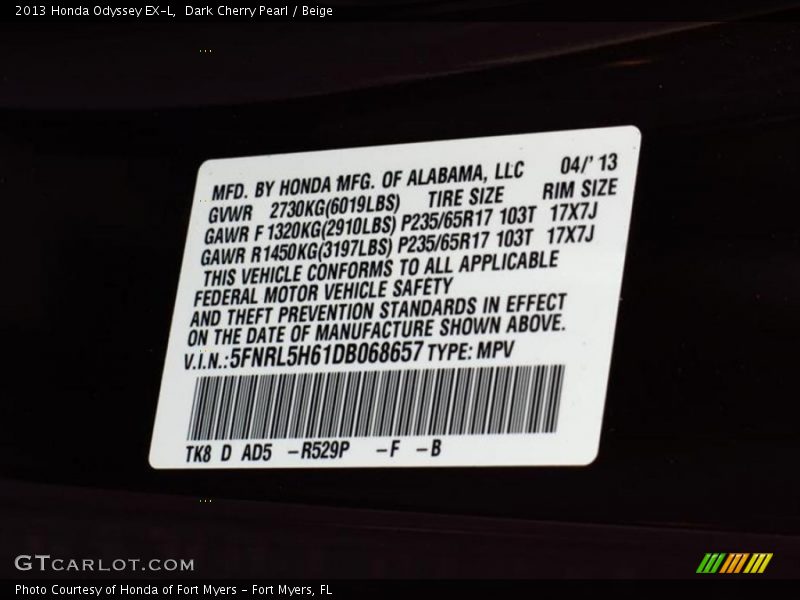 2013 Honda Odyssey EX-L, Dark Cherry Pearl / Beige
MFD. BY HONDA MFG. OF ALABAMA, LLC 04/'13
GVWR 2730KG(6019LBS) TIRE SIZE RIM SIZE
GAWR F 1320KG(2910LBS) P235/65R17 103T 17X7J
GAWR R 1450KG(3197LBS) P235/65R17 103T 17X7J
THIS VEHICLE CONFORMS TO ALL APPLICABLE
FEDERAL MOTOR VEHICLE SAFETY
AND THEFT PREVENTION STANDARDS IN EFFECT
ON THE DATE OF MANUFACTURE SHOWN ABOVE.
V.I.N.:5FNRL5H61DB068657 TYPE: MPV
TK8 D AD5 -R529P -F -B
GTCARLOT.COM
Photo Courtesy of Honda of Fort Myers - Fort Myers, FL